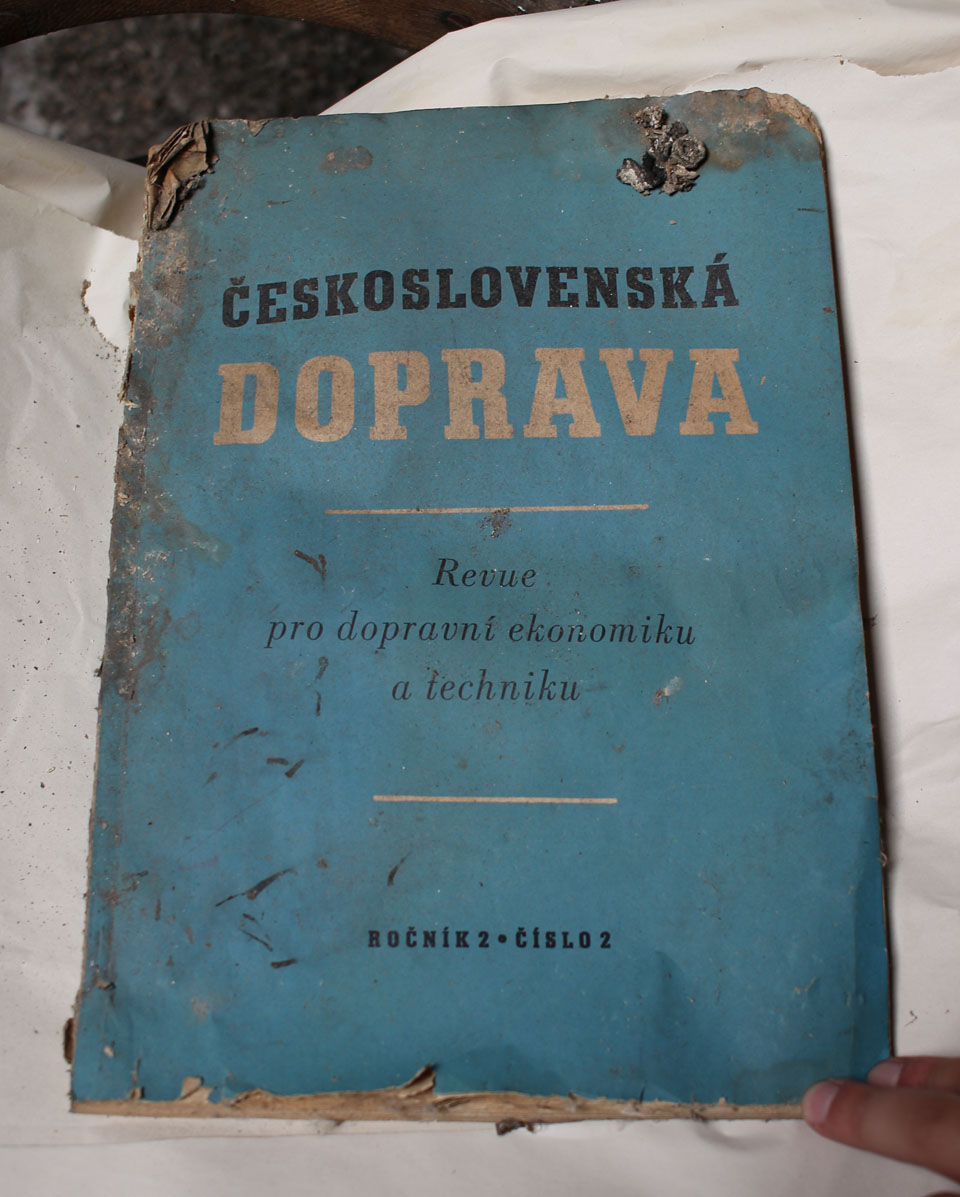 ČESKOSLOVENSKÁ
DOPRAVA
Revue
pro dopravní ekonomiku
a techniku
ROČNÍK 2 • ČÍSLO 2